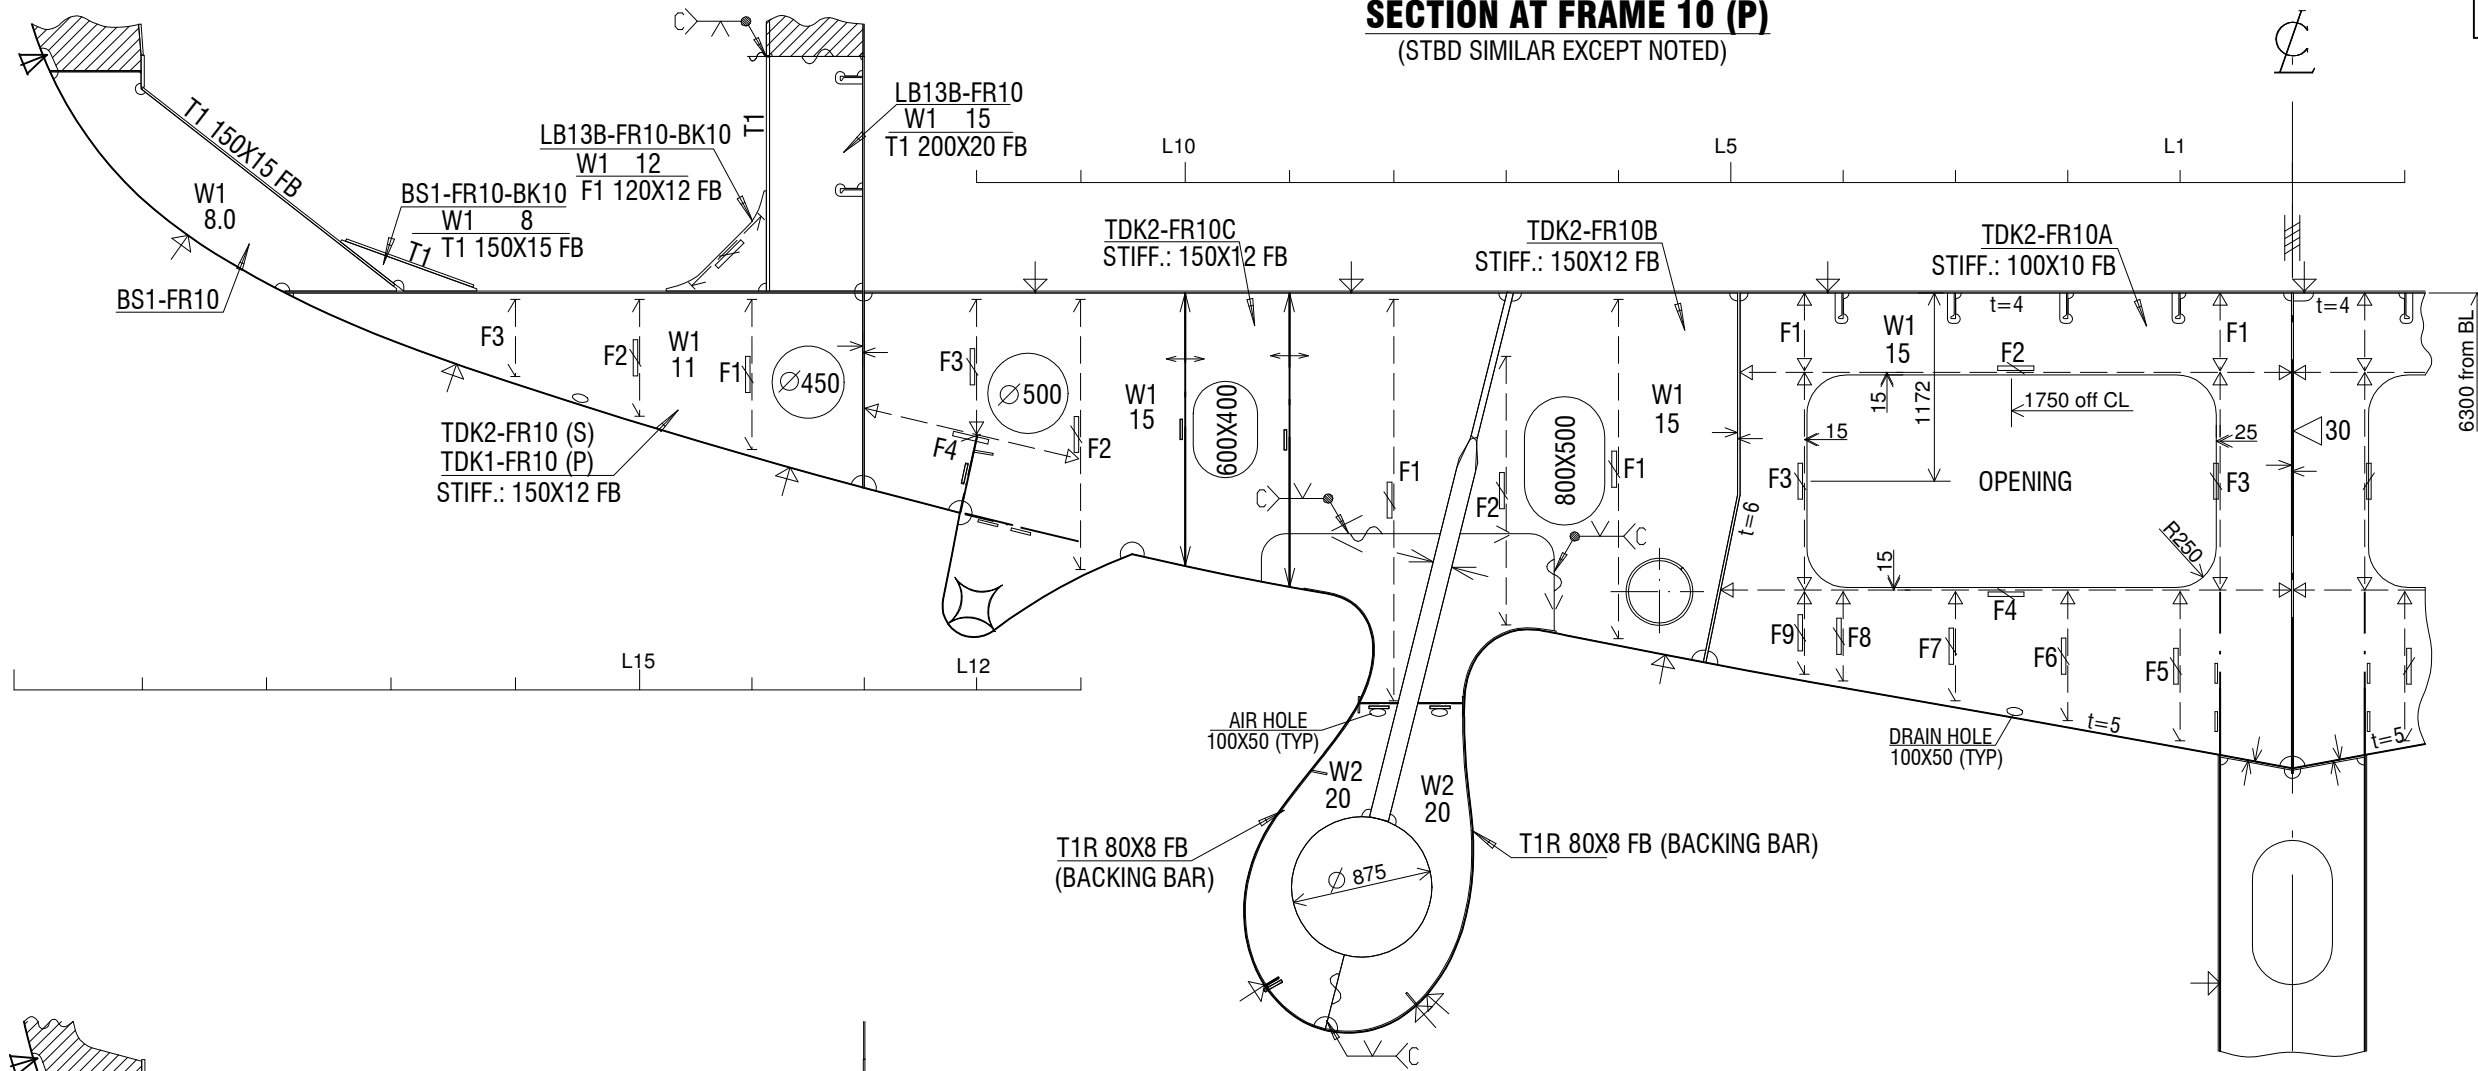 SECTION AT FRAME 10 (P)
(STBD SIMILAR EXCEPT NOTED)
C
T1 150X15 FB
W1
8.0
BS1-FR10
BS1-FR10-BK10
W1 8
T1 150X15 FB
T1
LB13B-FR10-BK10
W1 12
F1 120X12 FB
T1
LB13B-FR10
W1 15
T1 200X20 FB
L10
L5
L1
TDK2-FR10C
STIFF.: 150X12 FB
TDK2-FR10B
STIFF.: 150X12 FB
TDK2-FR10A
STIFF.: 100X10 FB
t=4
t=4
6300 from BL
F3
F2
W1
11
F1
Ø450
F3
Ø500
F4
F2
W1
15
600X400
F1
C
F2
800X500
F1
W1
15
C
t=6
F1
W1
15
F2
F1
15
1172
1750 off CL
15
25
30
F3
OPENING
F3
R250
15
F4
F9
F8
F7
F6
F5
TDK2-FR10 (S)
TDK1-FR10 (P)
STIFF.: 150X12 FB
L15
L12
AIR HOLE
100X50 (TYP)
DRAIN HOLE
100X50 (TYP)
t=5
t=5
W2
20
W2
20
T1R 80X8 FB
(BACKING BAR)
T1R 80X8 FB (BACKING BAR)
Ø 875
C